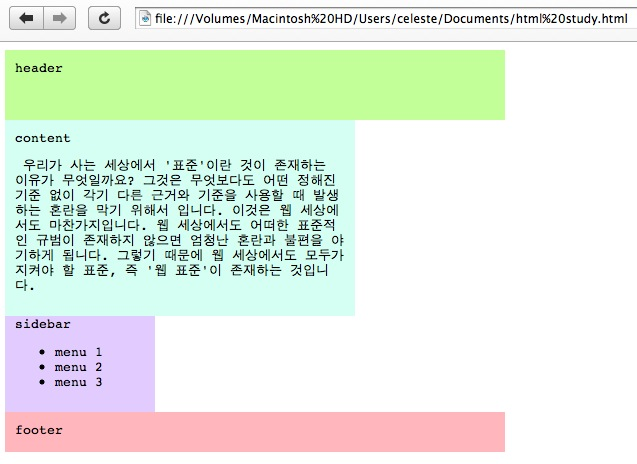 file:///Volumes/Macintosh%20HD/Users/celeste/Documents/html%20study.html
header
content
우리가 사는 세상에서 '표준'이란 것이 존재하는
이유가 무엇일까요? 그것은 무엇보다도 어떤 정해진
기준 없이 각기 다른 근거와 기준을 사용할 때 발생
하는 혼란을 막기 위해서 입니다. 이것은 웹 세상에
서도 마찬가지입니다. 웹 세상에서도 어떠한 표준적
인 규범이 존재하지 않으면 엄청난 혼란과 불편을 야
기하게 됩니다. 그렇기 때문에 웹 세상에서도 모두가
지켜야 할 표준, 즉 '웹 표준'이 존재하는 것입니
다.
sidebar
• menu 1
• menu 2
• menu 3
footer